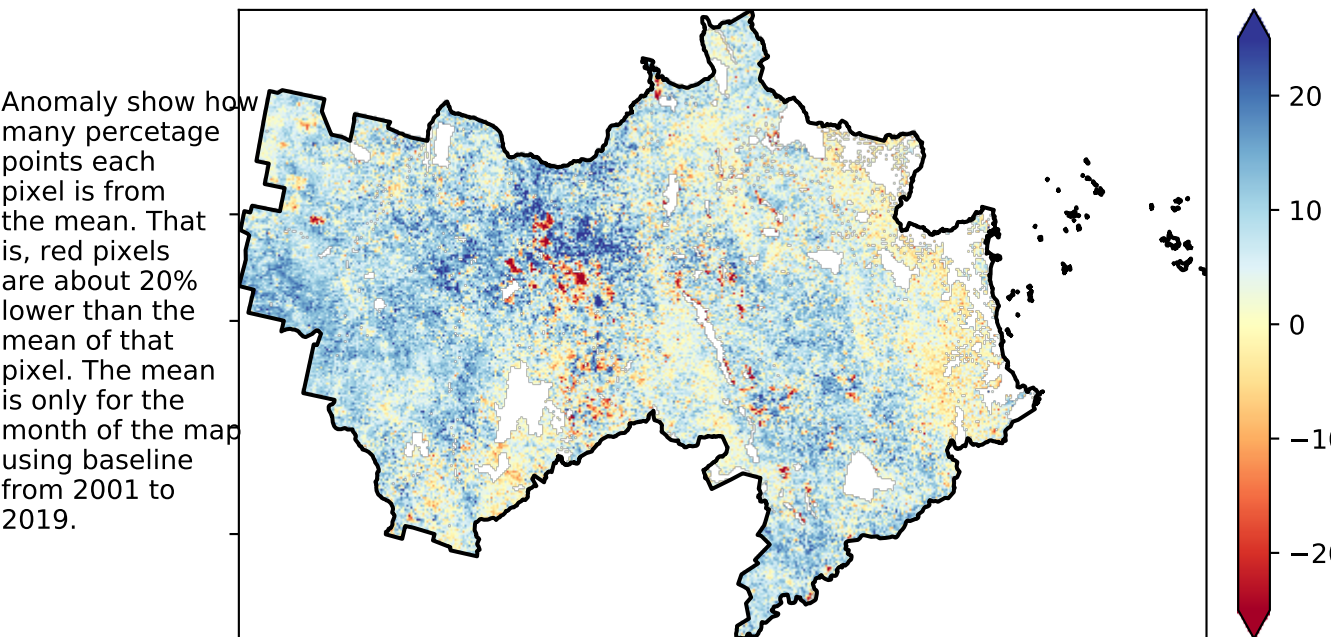 Anomaly show how
many percetage
points each
pixel is from
the mean. That
is, red pixels
are about 20%
lower than the
mean of that
pixel. The mean
is only for the
month of the map
using baseline
from 2001 to
2019.
20
10
0
−10
−20